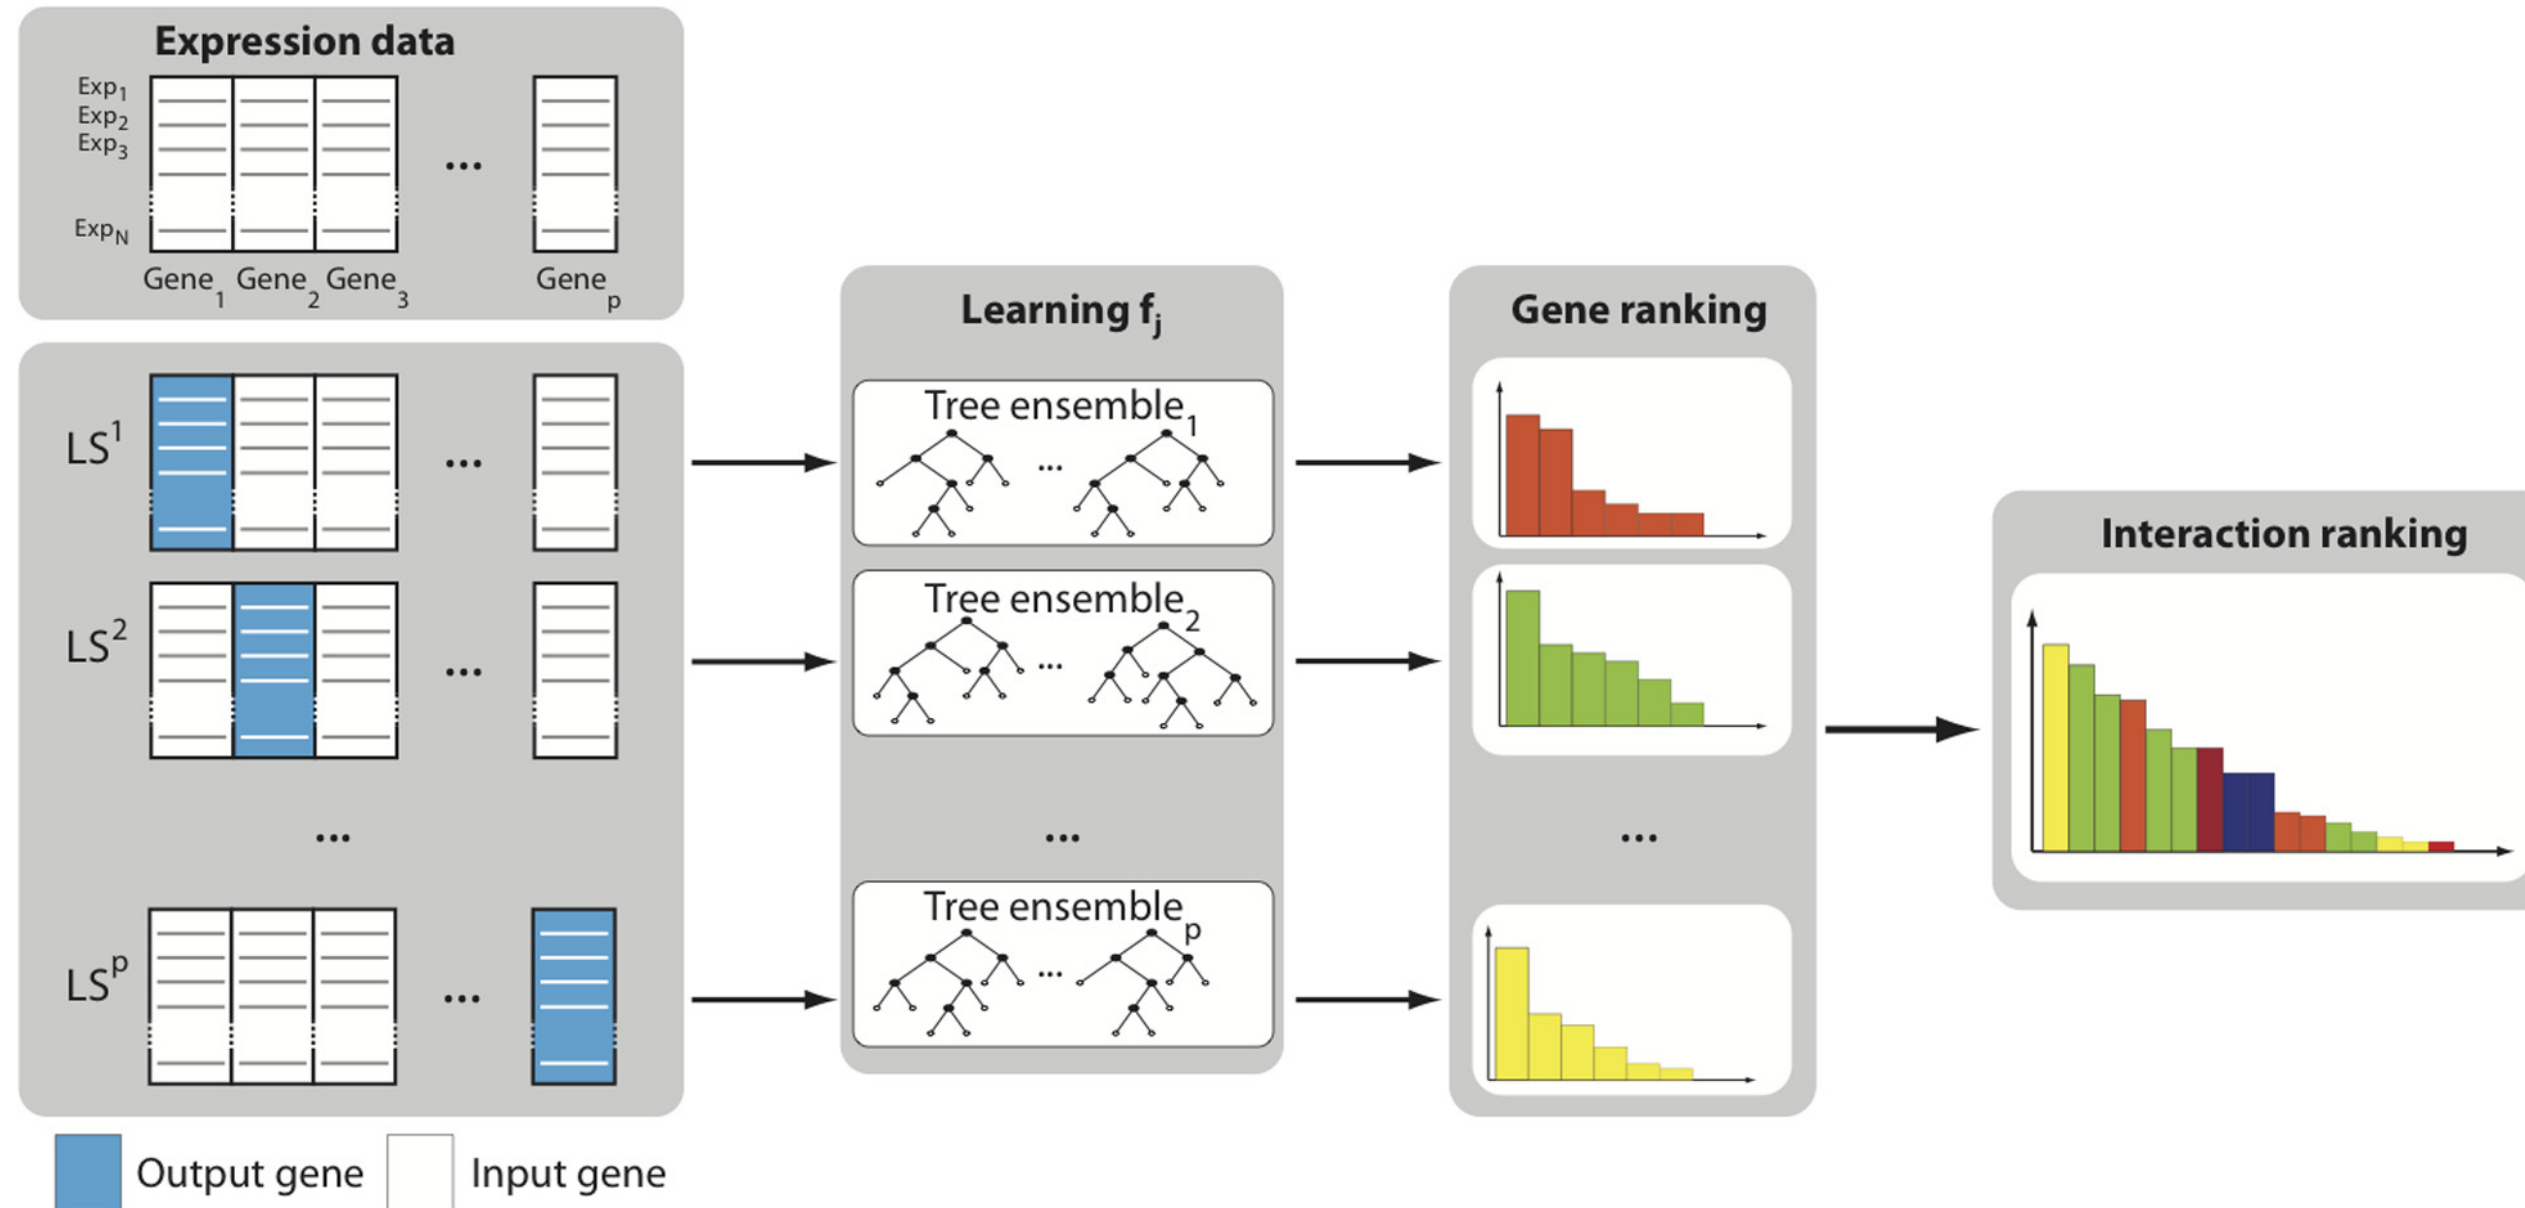 Expression data
Exp1
Exp2
Exp3
...
ExpN
Gene1 Gene2 Gene3 Genep
LS1
...
LS2
...
...
LSp
...
Output gene
Input gene
Learning fj
Tree ensemble1
...
Tree ensemble2
...
...
Tree ensemblep
...
Gene ranking
...
Interaction ranking